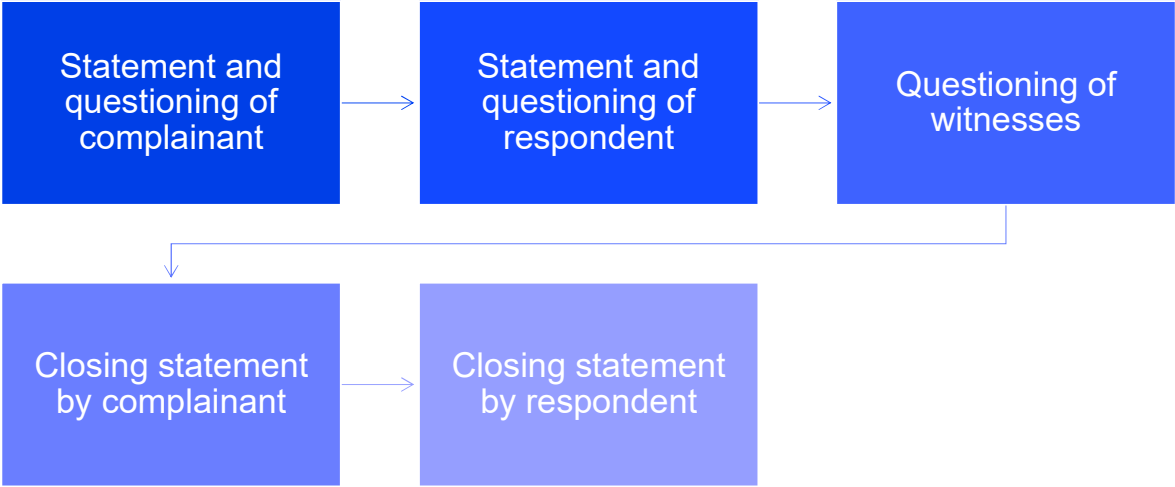 Statement and
questioning of
complainant
Statement and
questioning of
respondent
Questioning of
witnesses
Closing statement
by complainant
Closing statement
by respondent